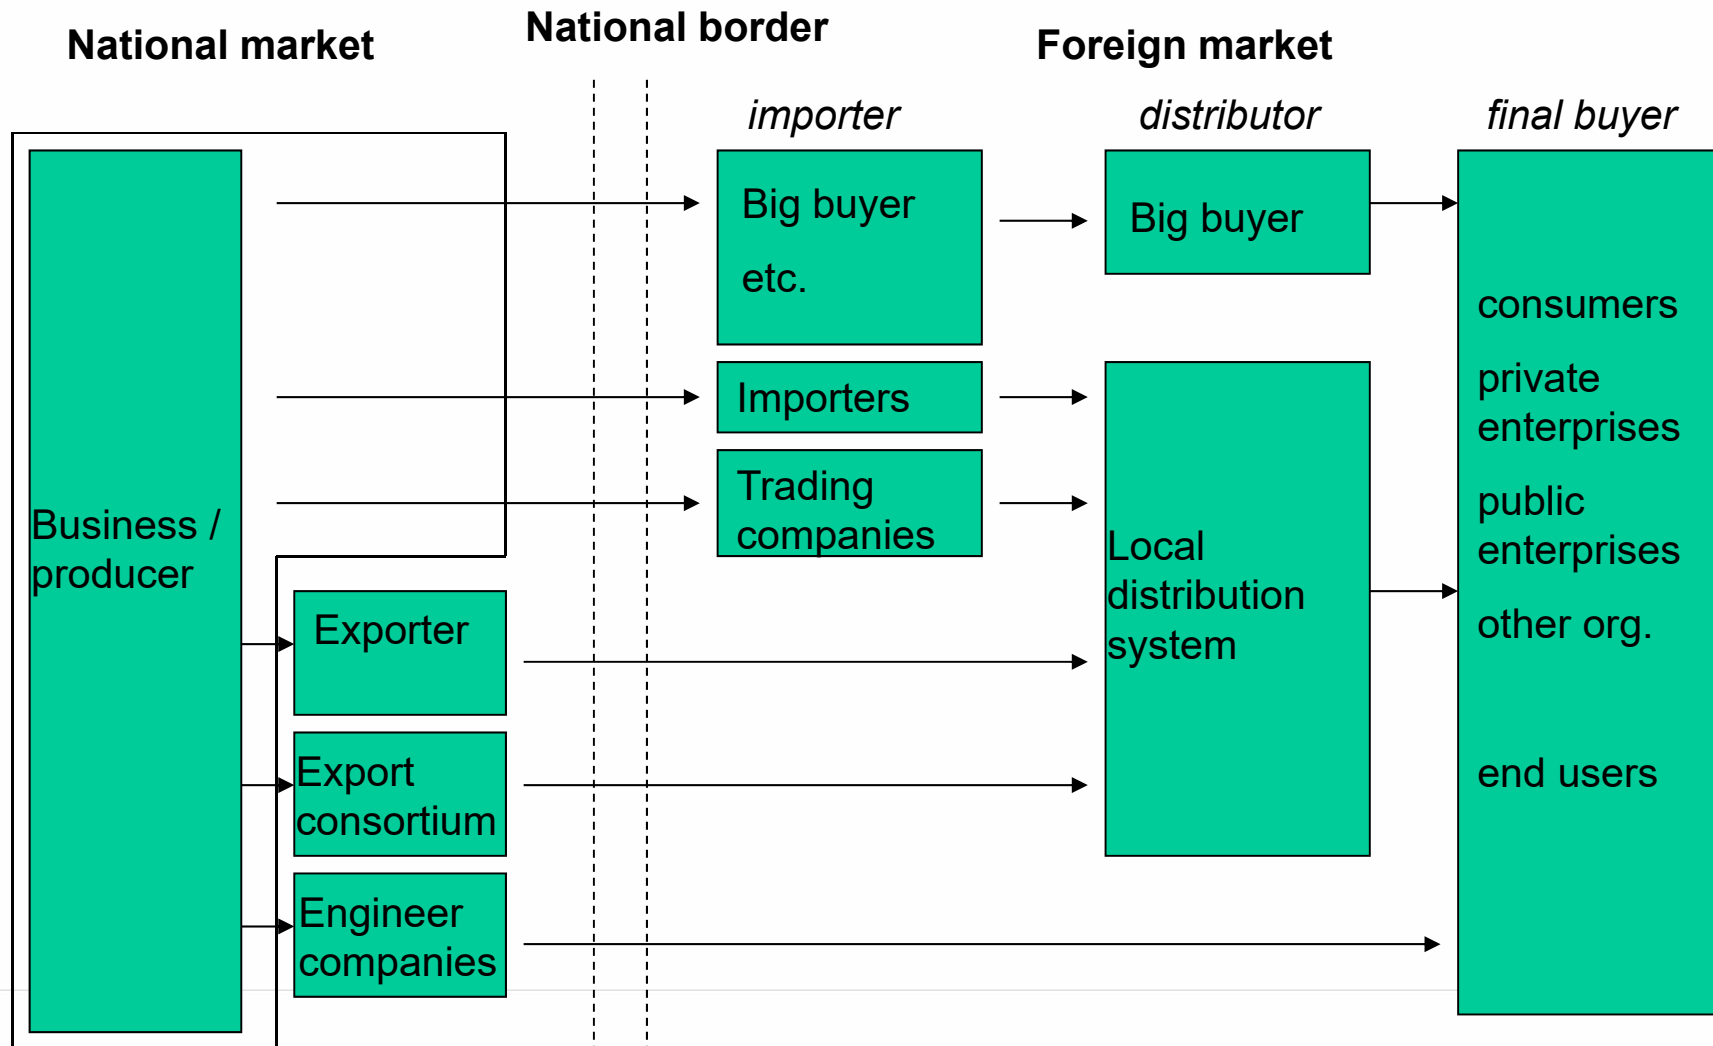 National market
National border
Foreign market
importer
distributor
final buyer
Business /
producer
Exporter
Export
consortium
Engineer
companies
Big buyer
etc.
Importers
Trading
companies
Big buyer
Local
distribution
system
consumers
private
enterprises
public
enterprises
other org.
end users